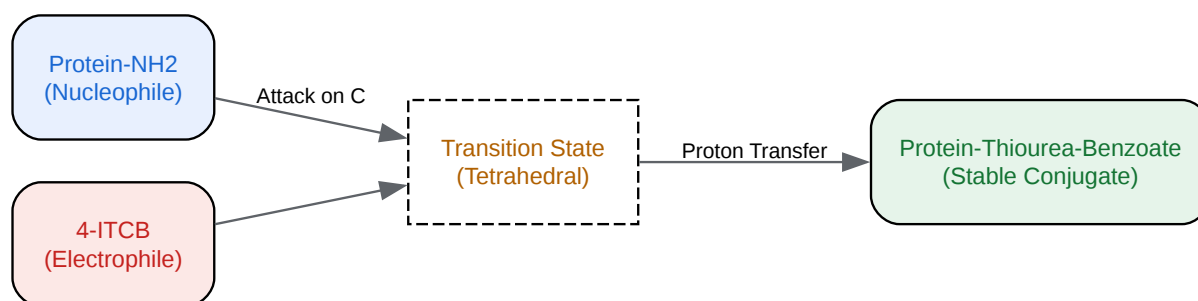 Protein-NH2
(Nucleophile)
Attack on C
4-ITCB
(Electrophile)
Transition State
(Tetrahedral)
Proton Transfer
Protein-Thiourea-Benzoate
(Stable Conjugate)